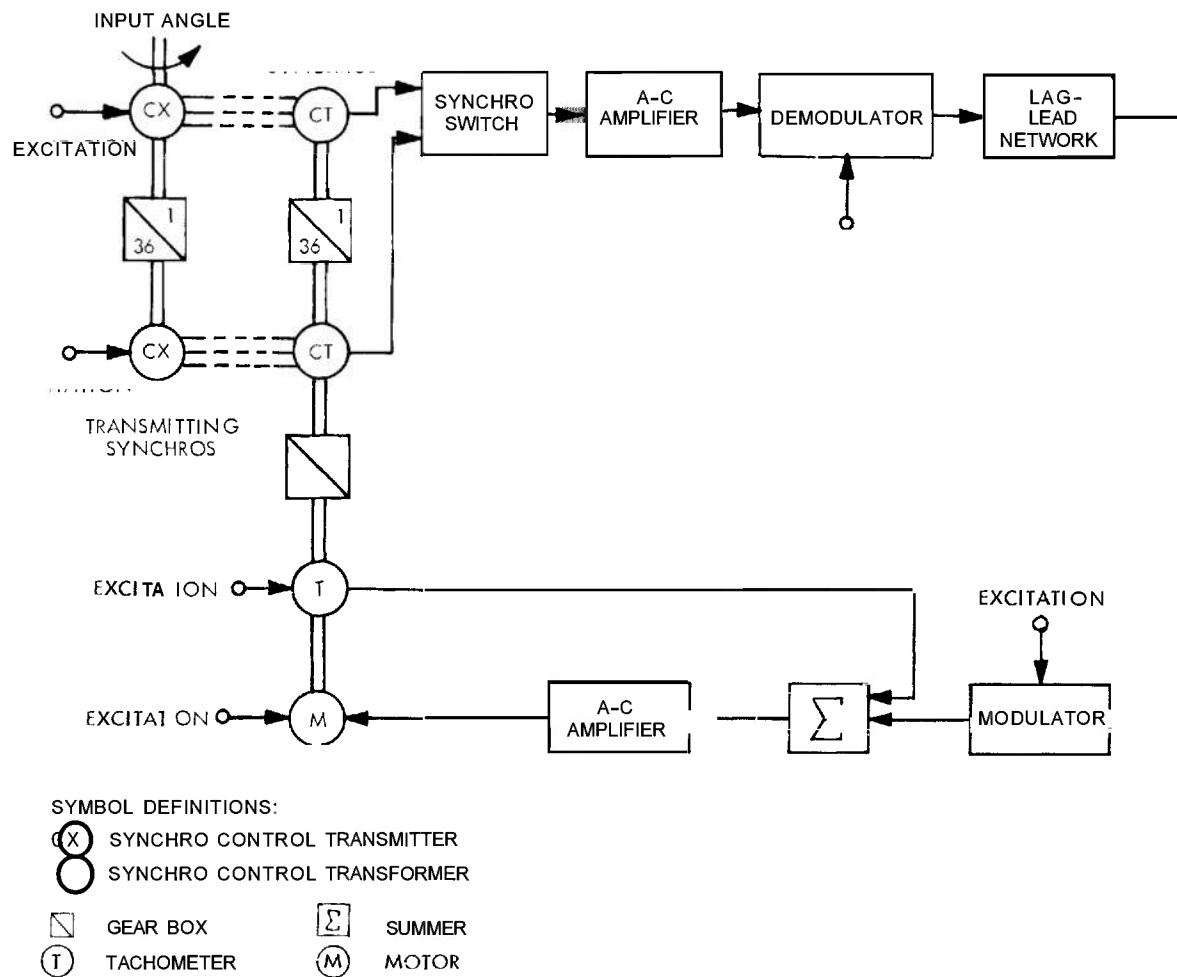 INPUT ANGLE
CX
CT
EXCITATION
SYNCHRO
SWITCH
A-C
AMPLIFIER
DEMODULATOR
LAG-
LEAD
NETWORK
1
36
1
36
CX
CT
TRANSMITTING
SYNCHROS
EXCITA ION
T
EXCITATION
EXCITAT ON
M
A-C
AMPLIFIER
Σ
MODULATOR
SYMBOL DEFINITIONS:
CX SYNCHRO CONTROL TRANSMITTER
SYNCHRO CONTROL TRANSFORMER
GEAR BOX
Σ SUMMER
T TACHOMETER
M MOTOR